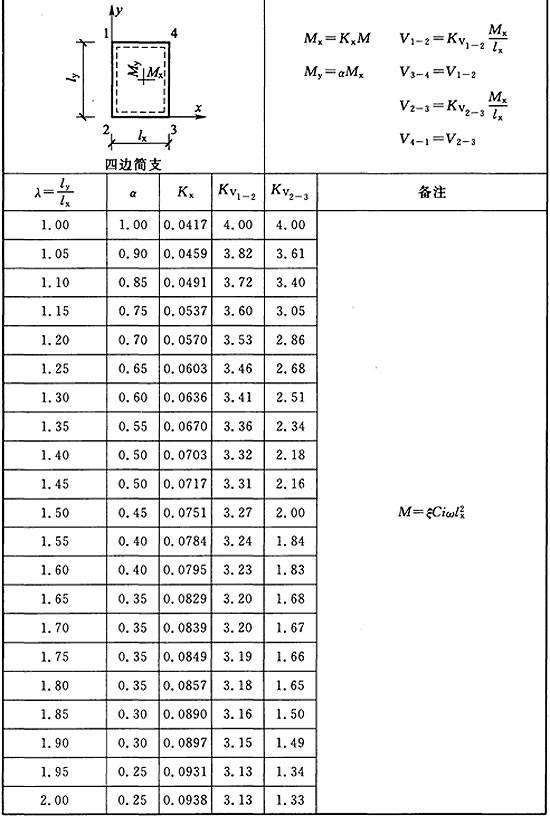 y
1 4
l_y M_y M_x
x
2 l_x 3
四边简支
M_x=K_xM V_{1-2}=K_{V_{1-2}} M_x/l_x
M_y=αM_x V_{3-4}=V_{1-2}
V_{2-3}=K_{V_{2-3}} M_x/l_x
V_{4-1}=V_{2-3}
λ=l_y/l_x α K_x K_{V_{1-2}} K_{V_{2-3}} 备注
1.00 1.00 0.0417 4.00 4.00
1.05 0.90 0.0459 3.82 3.61
1.10 0.85 0.0491 3.72 3.40
1.15 0.75 0.0537 3.60 3.05
1.20 0.70 0.0570 3.53 2.86
1.25 0.65 0.0603 3.46 2.68
1.30 0.60 0.0636 3.41 2.51
1.35 0.55 0.0670 3.36 2.34
1.40 0.50 0.0703 3.32 2.18
1.45 0.50 0.0717 3.31 2.16
1.50 0.45 0.0751 3.27 2.00 M=ξCiωl_x^2
1.55 0.40 0.0784 3.24 1.84
1.60 0.40 0.0795 3.23 1.83
1.65 0.35 0.0829 3.20 1.68
1.70 0.35 0.0839 3.20 1.67
1.75 0.35 0.0849 3.19 1.66
1.80 0.35 0.0857 3.18 1.65
1.85 0.30 0.0890 3.16 1.50
1.90 0.30 0.0897 3.15 1.49
1.95 0.25 0.0931 3.13 1.34
2.00 0.25 0.0938 3.13 1.33